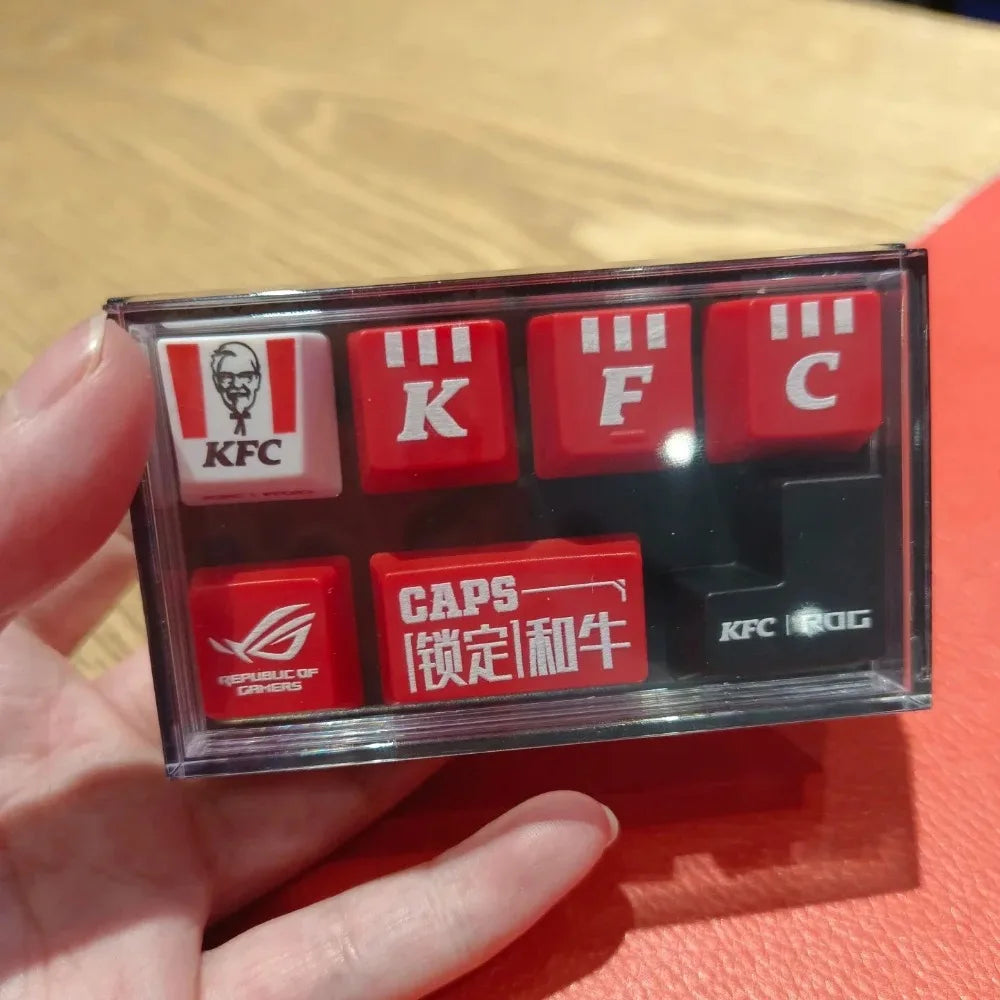 KFC
K
F
C
REPUBLIC OF
GAMERS
CAPS
[锁定]和牛
KFC | ROG